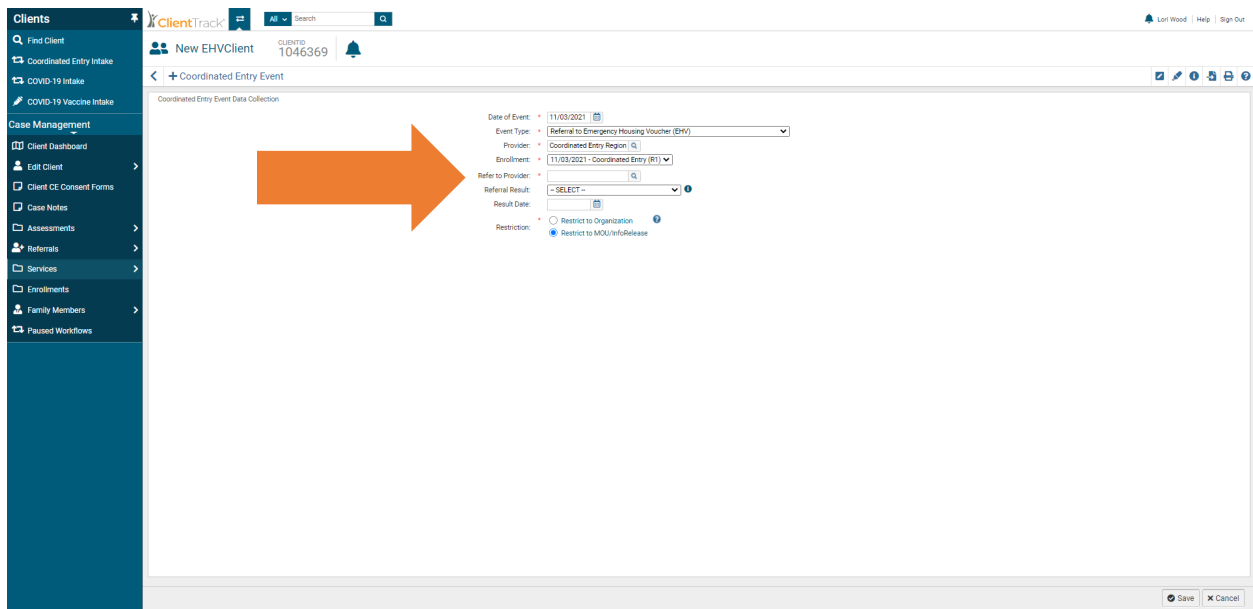 Clients
Find Client
Coordinated Entry Intake
COVID-19 Intake
COVID-19 Vaccine Intake
Case Management
Client Dashboard
Edit Client
Client CE Consent Forms
Case Notes
Assessments
Referrals
Services
Enrollments
Family Members
Paused Workflows
ClientTrack
All Search
Lori Wood | Help | Sign Out
New EHVClient CLIENTID 1046369
+ Coordinated Entry Event
Coordinated Entry Event Data Collection
Date of Event: * 11/03/2021
Event Type: * Referral to Emergency Housing Voucher (EHV)
Provider: * Coordinated Entry Region
Enrollment: * 11/03/2021 - Coordinated Entry (R1)
Refer to Provider: *
Referral Result: -- SELECT --
Result Date:
Restriction: * Restrict to Organization
Restrict to MOU/InfoRelease
Save Cancel